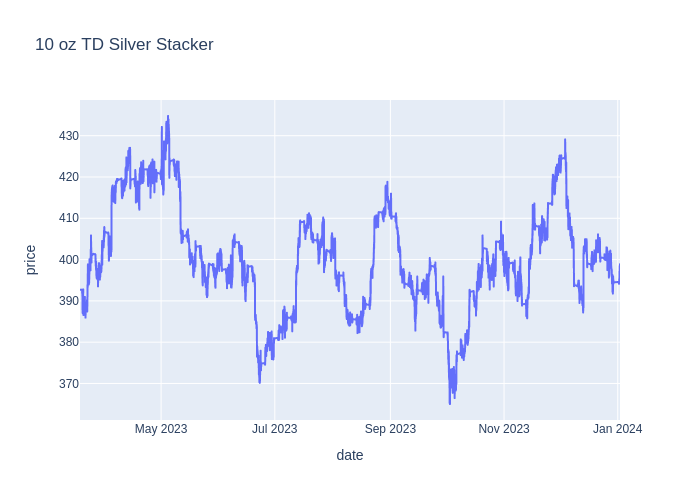 10 oz TD Silver Stacker
430
420
410
400
390
380
370
price
May 2023
Jul 2023
Sep 2023
Nov 2023
Jan 2024
date